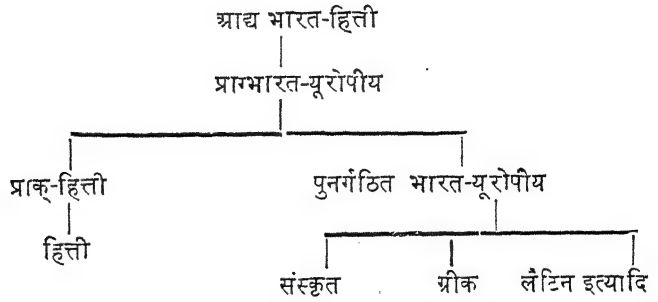 आद्य भारत-हित्ती
प्राग्भारत-यूरोपीय
प्राक्-हित्ती पुनर्गठित भारत-यूरोपीय
हित्ती
संस्कृत ग्रीक लैटिन इत्यादि